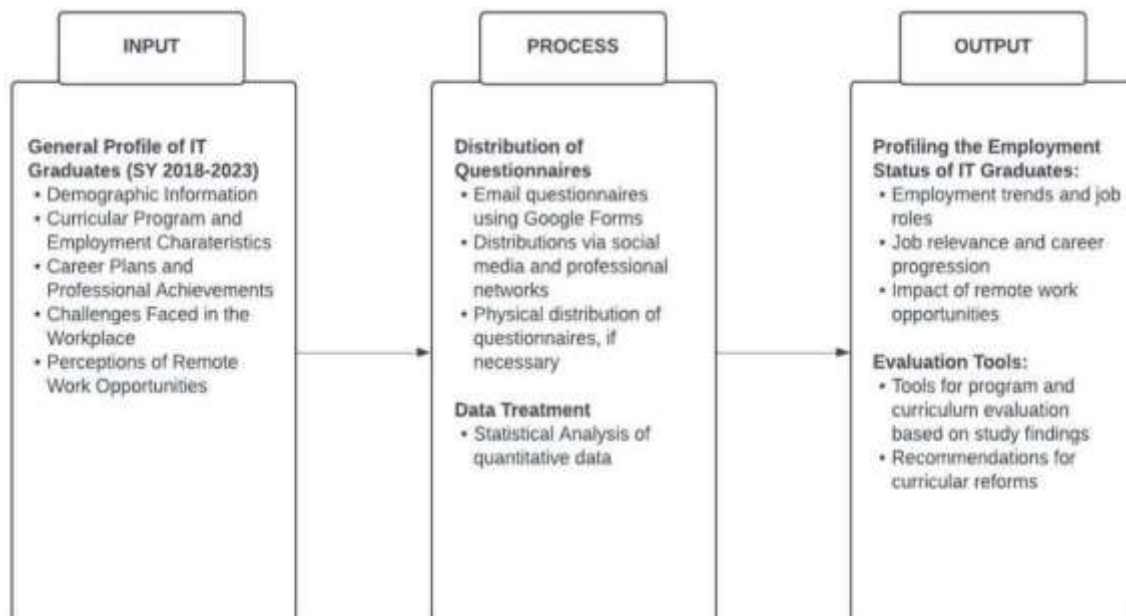 INPUT
General Profile of IT
Graduates (SY 2018-2023)
• Demographic Information
• Curricular Program and
Employment Charateristics
• Career Plans and
Professional Achievements
• Challenges Faced in the
Workplace
• Perceptions of Remote
Work Opportunities
PROCESS
Distribution of
Questionnaires
• Email questionnaires
using Google Forms
• Distributions via social
media and professional
networks
• Physical distribution of
questionnaires, if
necessary
Data Treatment
• Statistical Analysis of
quantitative data
OUTPUT
Profiling the Employment
Status of IT Graduates:
• Employment trends and job
roles
• Job relevance and career
progression
• Impact of remote work
opportunities
Evaluation Tools:
• Tools for program and
curriculum evaluation
based on study findings
• Recommendations for
curricular reforms